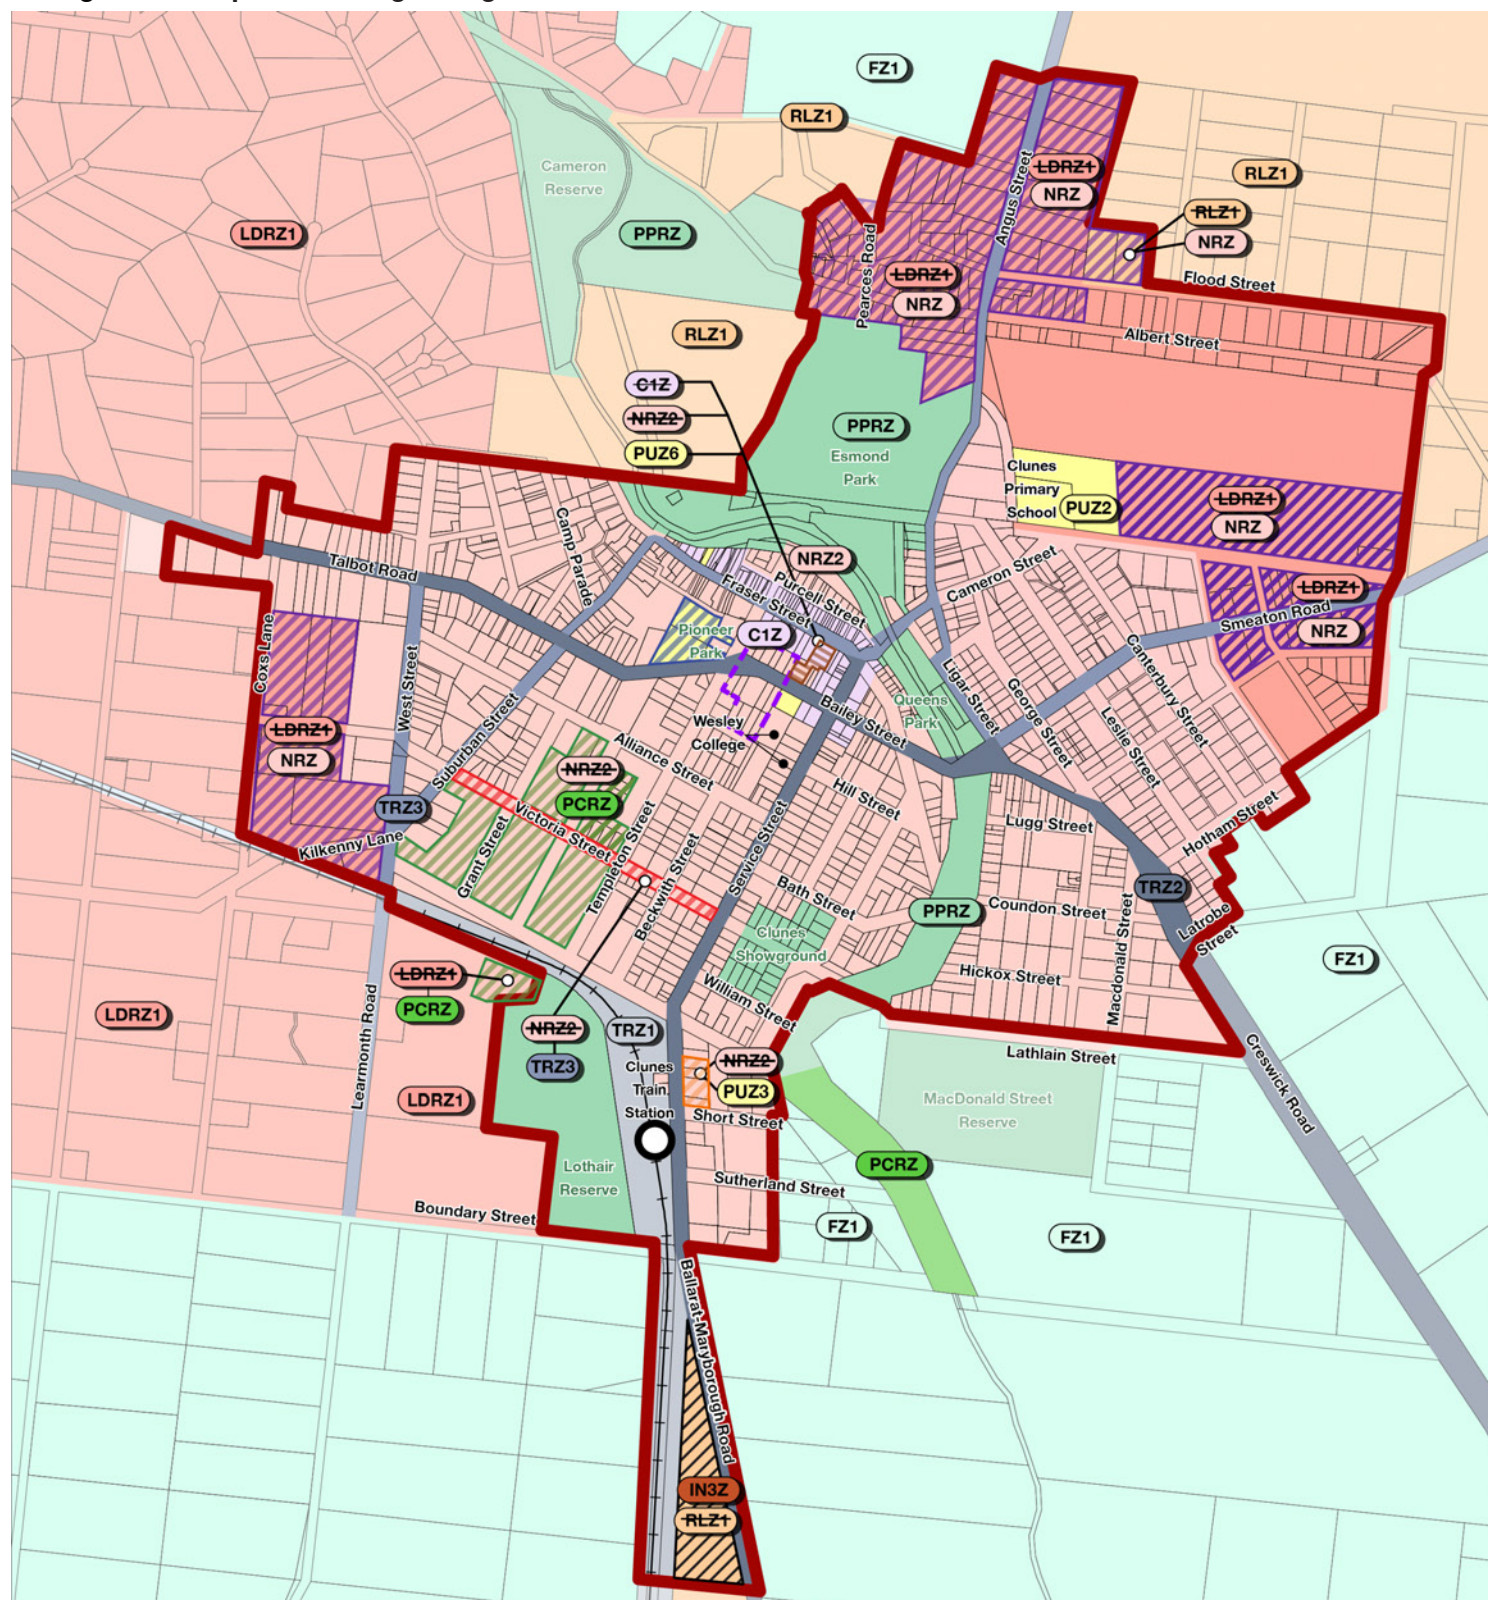 FZ1
RLZ1
Cameron
Reserve
LDRZ1
NRZ
RLZ1
RLZ1
NRZ
LDRZ1
PPRZ
Angus Street
Pearces Road
LDRZ1
NRZ
Flood Street
RLZ1
Albert Street
C1Z
NRZ2
PUZ6
PPRZ
Esmond
Park
Clunes
Primary
School
PUZ2
LDRZ1
NRZ
Camp Parade
Talbot Road
NRZ2
Purcell Street
Fraser Street
Cameron Street
LDRZ1
Smeaton Road
NRZ
Pioneer
Park
C1Z
Coxs Lane
West Street
Suburban Street
Canterbury Street
Ligar Street
George Street
Leslie Street
Queens
Park
Bailey Street
Wesley
College
LDRZ1
NRZ
Alliance Street
NRZ2
PCRZ
Hill Street
TRZ3
Kilkenny Lane
Victoria Street
Grant Street
Templeton Street
Beckwith Street
Service Street
Lugg Street
Hotham Street
TRZ2
Bath Street
PPRZ
Coundon Street
Macdonald Street
Latrobe
Street
Clunes
Showground
Hickox Street
FZ1
LDRZ1
PCRZ
William Street
LDRZ1
Learmonth Road
NRZ2
TRZ3
TRZ1
Clunes
Train.
Station
NRZ2
PUZ3
Short Street
Lathlain Street
Creswick Road
LDRZ1
MacDonald Street
Reserve
PCRZ
Lothair
Reserve
Sutherland Street
Boundary Street
FZ1
FZ1
Ballarat-Maryborough Road
IN3Z
RLZ1